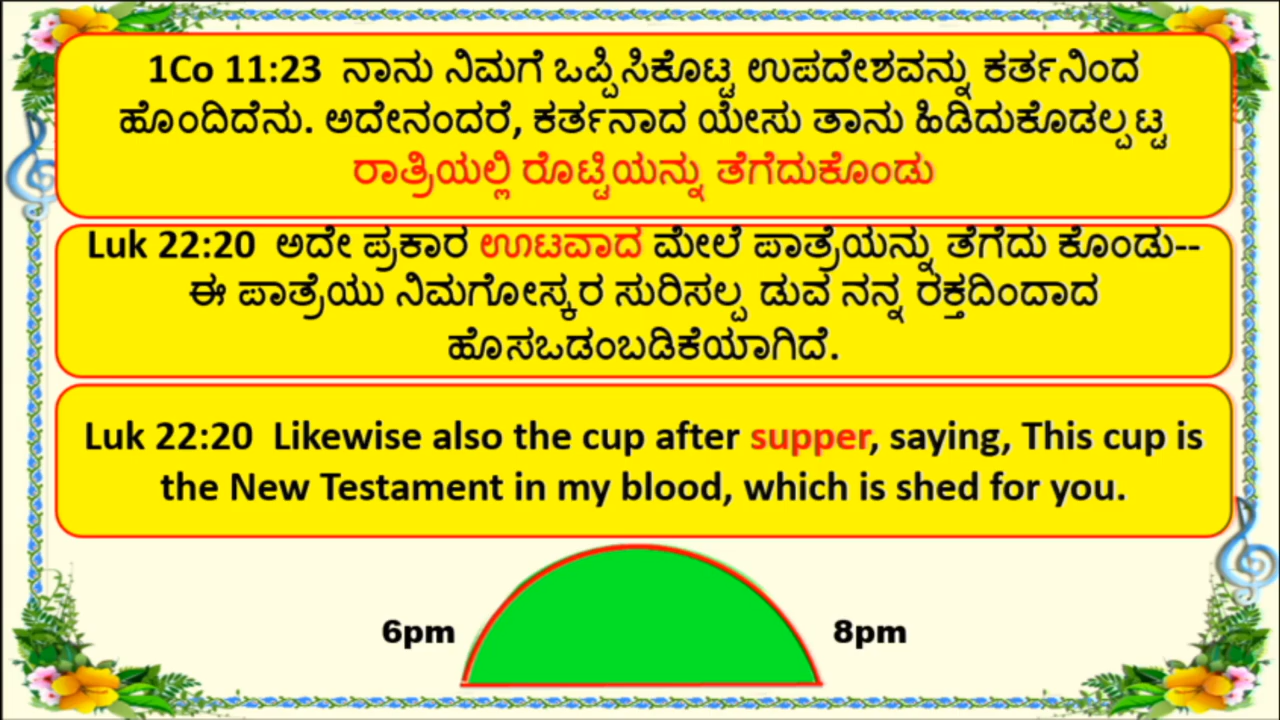 1Co 11:23 ನಾನು ನಿಮಗೆ ಒಪ್ಪಿಸಿಕೊಟ್ಟ ಉಪದೇಶವನ್ನು ಕರ್ತನಿಂದ
ಹೊಂದಿದೆನು. ಅದೇನಂದರೆ, ಕರ್ತನಾದ ಯೇಸು ತಾನು ಹಿಡಿದುಕೊಡಲ್ಪಟ್ಟ
ರಾತ್ರಿಯಲ್ಲಿ ರೊಟ್ಟಿಯನ್ನು ತೆಗೆದುಕೊಂಡು
Luk 22:20 ಅದೇ ಪ್ರಕಾರ ಊಟವಾದ ಮೇಲೆ ಪಾತ್ರೆಯನ್ನು ತೆಗೆದು ಕೊಂಡು--
ಈ ಪಾತ್ರೆಯು ನಿಮಗೋಸ್ಕರ ಸುರಿಸಲ್ಪ ಡುವ ನನ್ನ ರಕ್ತದಿಂದಾದ
ಹೊಸಒಡಂಬಡಿಕೆಯಾಗಿದೆ.
Luk 22:20 Likewise also the cup after supper, saying, This cup is
the New Testament in my blood, which is shed for you.
6pm 8pm